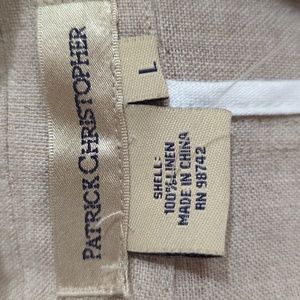 PATRICK CHRISTOPHER
L
SHELL:
100% LINEN
MADE IN CHINA
RN 98742